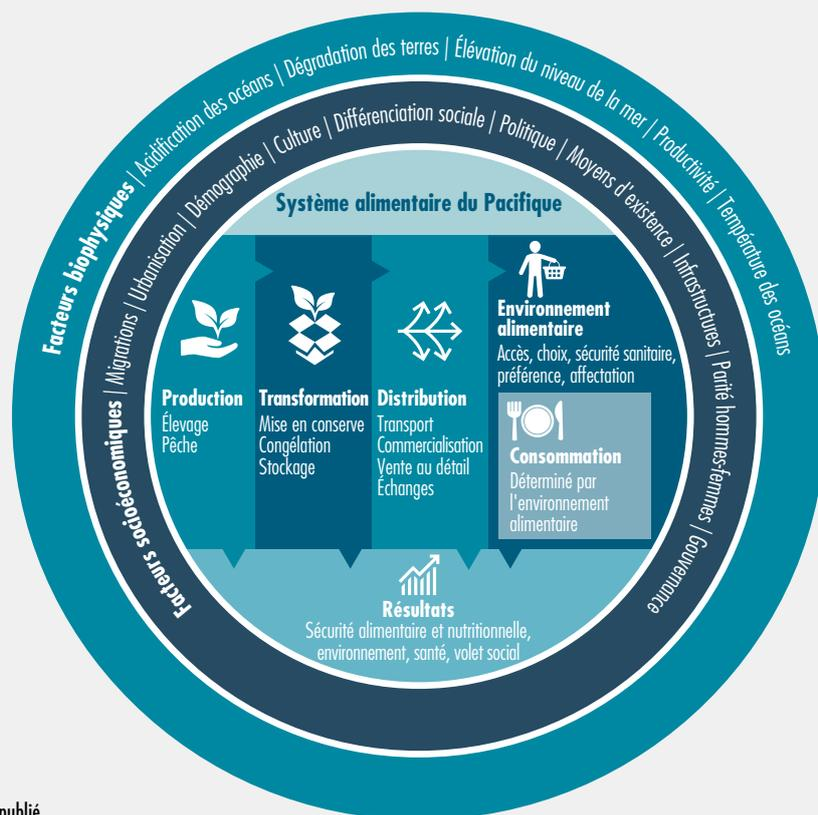 Facteurs biophysiques | Acidification des océans | Dégradation des terres | Élévation du niveau de la mer | Productivité | Température des océans
Facteurs socioéconomiques | Migrations | Urbanisation | Démographie | Culture | Différenciation sociale | Politique | Moyens d'existence | Infrastructures | Parité hommes-femmes | Gouvernance
Système alimentaire du Pacifique
Production
Élevage
Pêche
Transformation
Mise en conserve
Congélation
Stockage
Distribution
Transport
Commercialisation
Vente au détail
Échanges
Environnement
alimentaire
Accès, choix, sécurité sanitaire,
préférence, affectation
Consommation
Déterminé par
l'environnement
alimentaire
Résultats
Sécurité alimentaire et nutritionnelle,
environnement, santé, volet social
publié